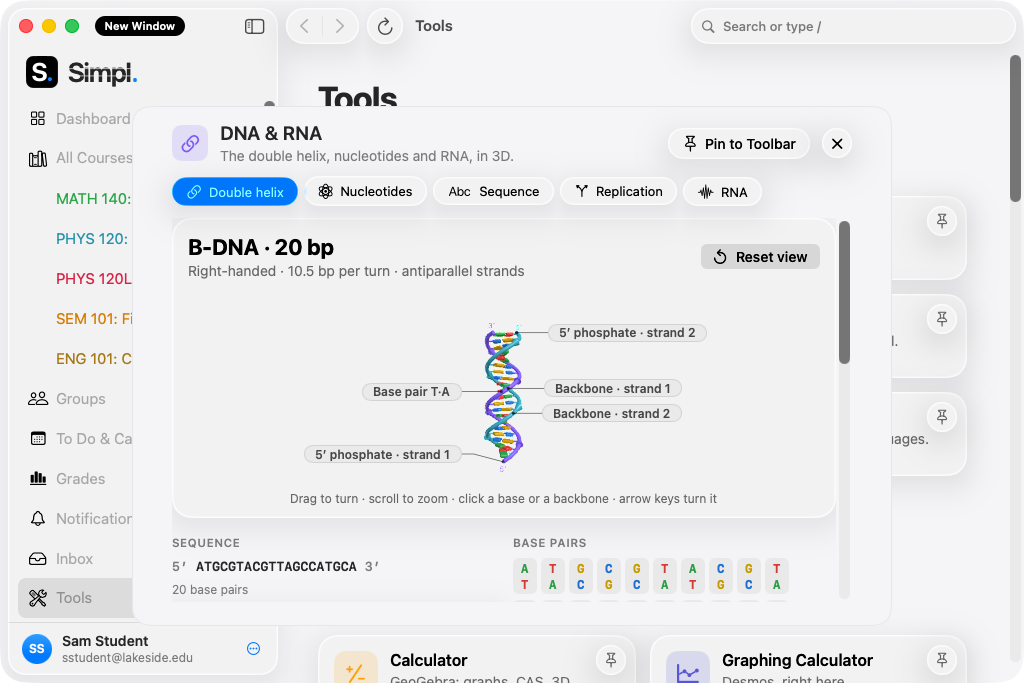 New Window
Tools
Search or type /
S.
Simpl.
Tools
Dashboard
All Courses
MATH 140:
PHYS 120:
PHYS 120L
SEM 101: Fi
ENG 101: C
Groups
To Do & Ca
Grades
Notification
Inbox
Tools
SS
Sam Student
sstudent@lakeside.edu
DNA & RNA
The double helix, nucleotides and RNA, in 3D.
Pin to Toolbar
Double helix
Nucleotides
Abc Sequence
Replication
RNA
B-DNA · 20 bp
Right-handed · 10.5 bp per turn · antiparallel strands
Reset view
3′
5′ phosphate · strand 2
Base pair T·A
Backbone · strand 1
Backbone · strand 2
5′ phosphate · strand 1
5′
Drag to turn · scroll to zoom · click a base or a backbone · arrow keys turn it
SEQUENCE
5′ ATGCGTACGTTAGCCATGCA 3′
20 base pairs
BASE PAIRS
A T G C G T A C G T
T A C G C A T G C A
l.
uages.
Calculator
GeoGebra: graphs, CAS, 3D
Graphing Calculator
Desmos, right here